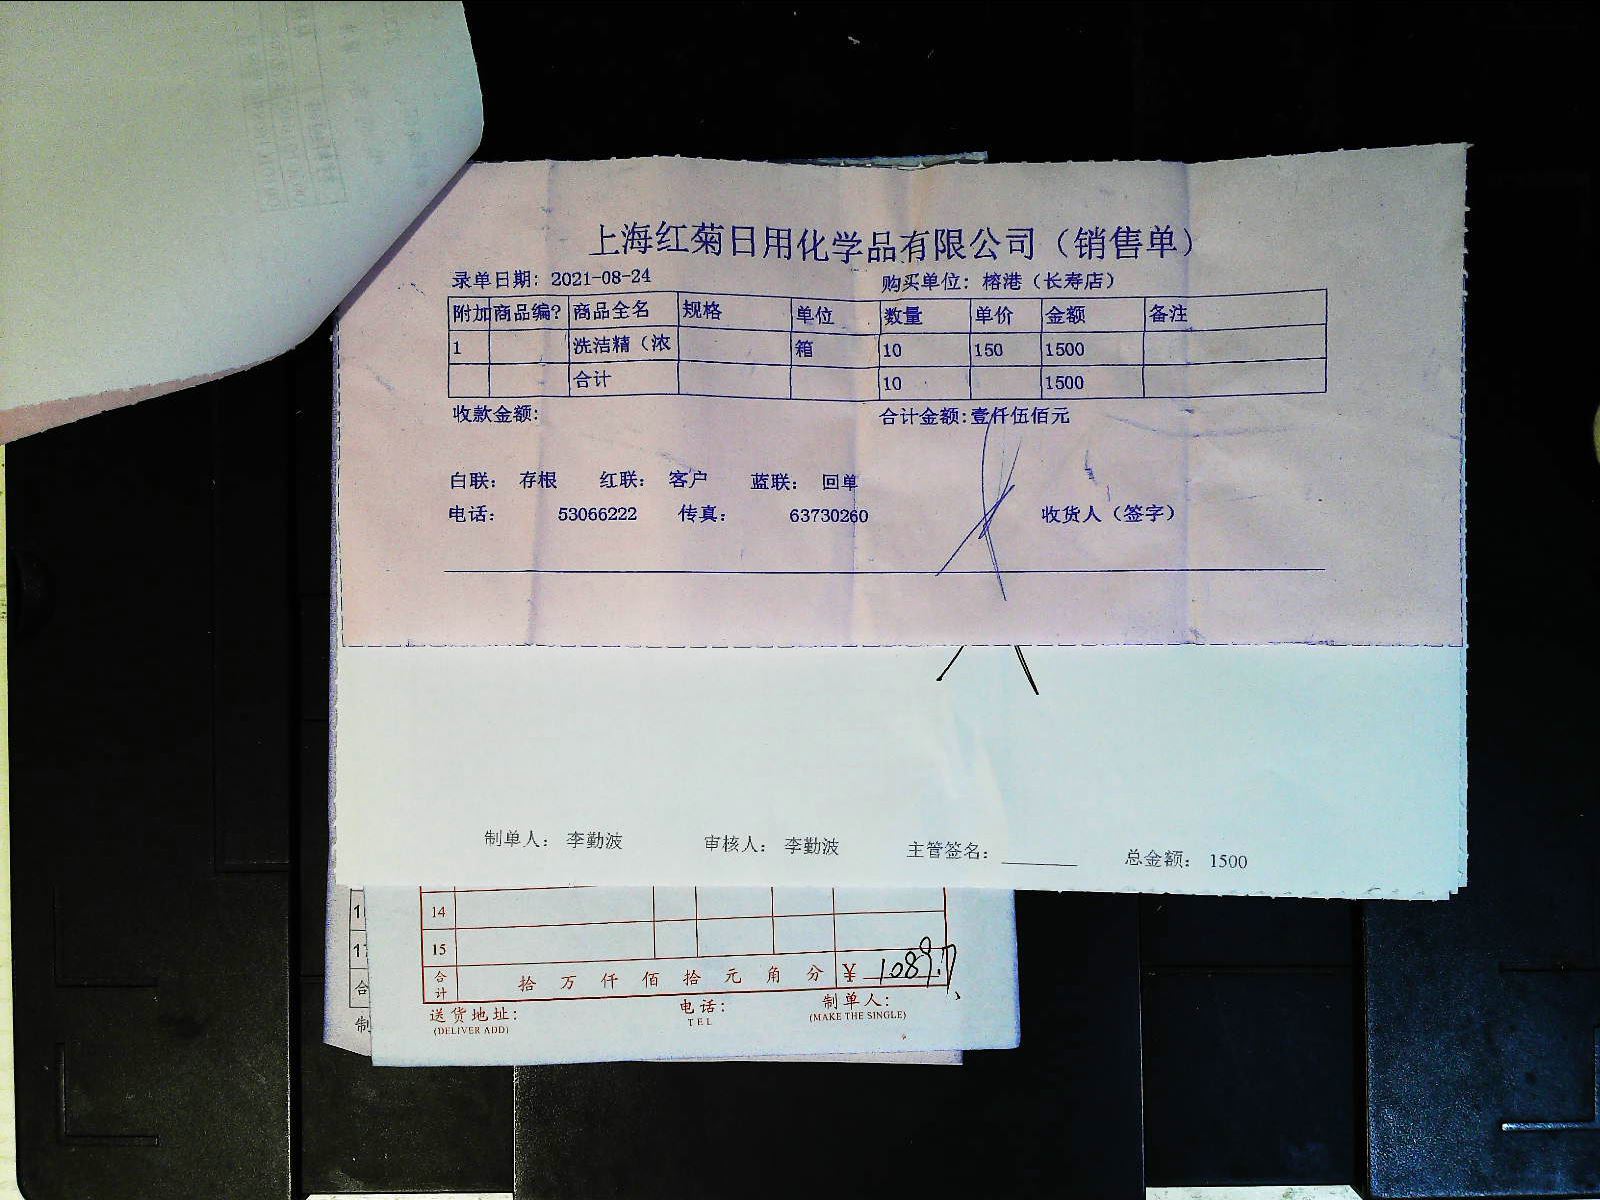 上海红菊日用化学品有限公司（销售单）
录单日期：2021-08-24 购买单位：榕港（长寿店）
附加 商品编? 商品全名 规格 单位 数量 单价 金额 备注
1 洗洁精（浓 箱 10 150 1500
合计 10 1500
收款金额: 合计金额:壹仟伍佰元
白联： 存根 红联： 客户 蓝联： 回单
电话： 53066222 传真： 63730260 收货人（签字）
制单人： 李勤波 审核人： 李勤波 主管签名： 总金额： 1500
14
15
合计 拾 万 仟 佰 拾 元 角 分 ¥ 1089.7
送货地址： 电话： 制单人：
(DELIVER ADD) TEL (MAKE THE SINGLE)
17
合
制